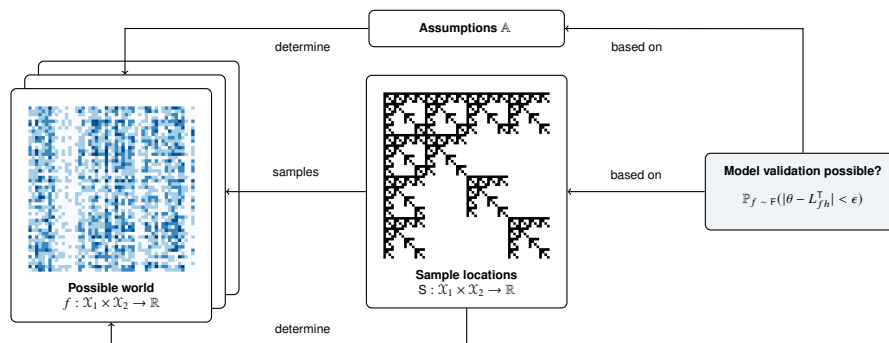 Assumptions 𝔸
determine
based on
samples
based on
Model validation possible?
ℙ_{f ∼ F}(|θ − L^T_{fh}| < ϵ)
Possible world
f : 𝒳₁ × 𝒳₂ → ℝ
Sample locations
S : 𝒳₁ × 𝒳₂ → ℝ
determine